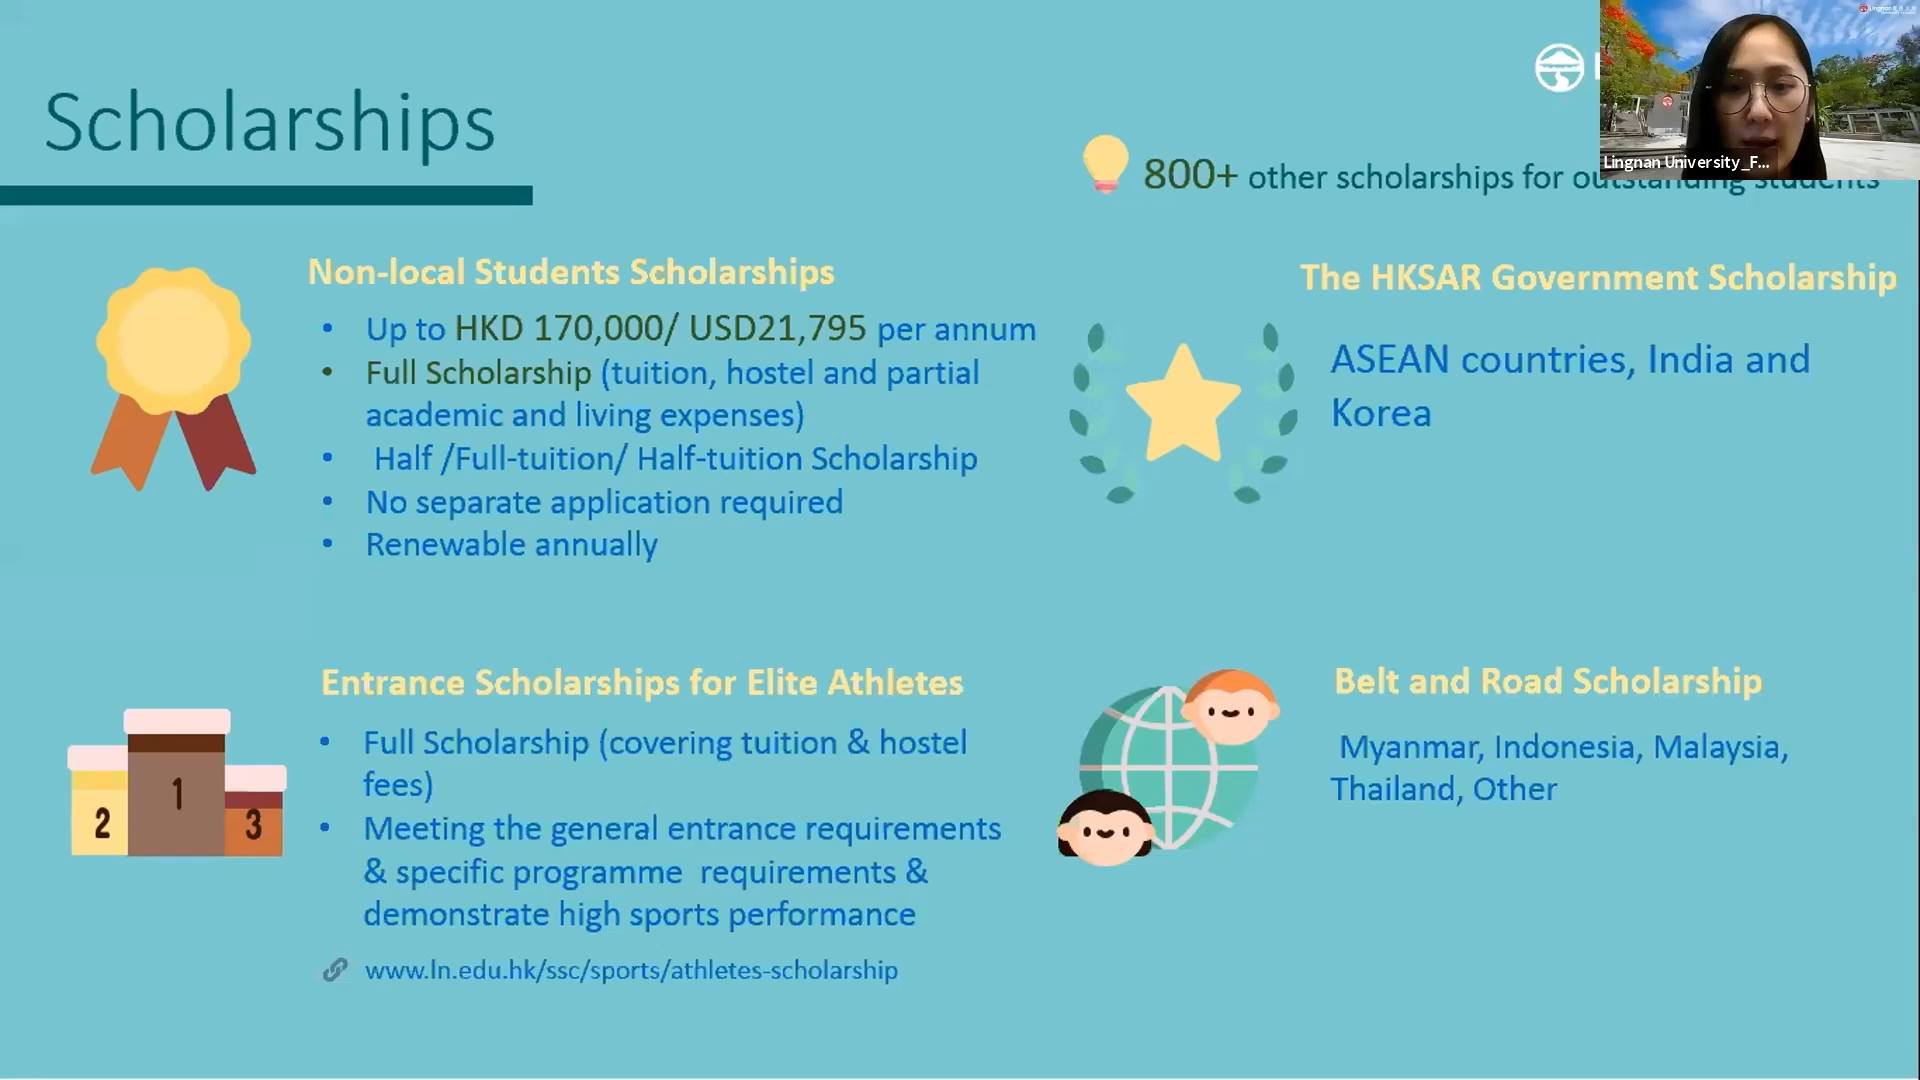 Scholarships
Lingnan University_F...
800+ other scholarships for outstanding students
Non-local Students Scholarships
• Up to HKD 170,000/ USD21,795 per annum
• Full Scholarship (tuition, hostel and partial
academic and living expenses)
• Half /Full-tuition/ Half-tuition Scholarship
• No separate application required
• Renewable annually
The HKSAR Government Scholarship
ASEAN countries, India and
Korea
Entrance Scholarships for Elite Athletes
• Full Scholarship (covering tuition & hostel
fees)
• Meeting the general entrance requirements
& specific programme requirements &
demonstrate high sports performance
www.ln.edu.hk/ssc/sports/athletes-scholarship
2
1
3
Belt and Road Scholarship
Myanmar, Indonesia, Malaysia,
Thailand, Other